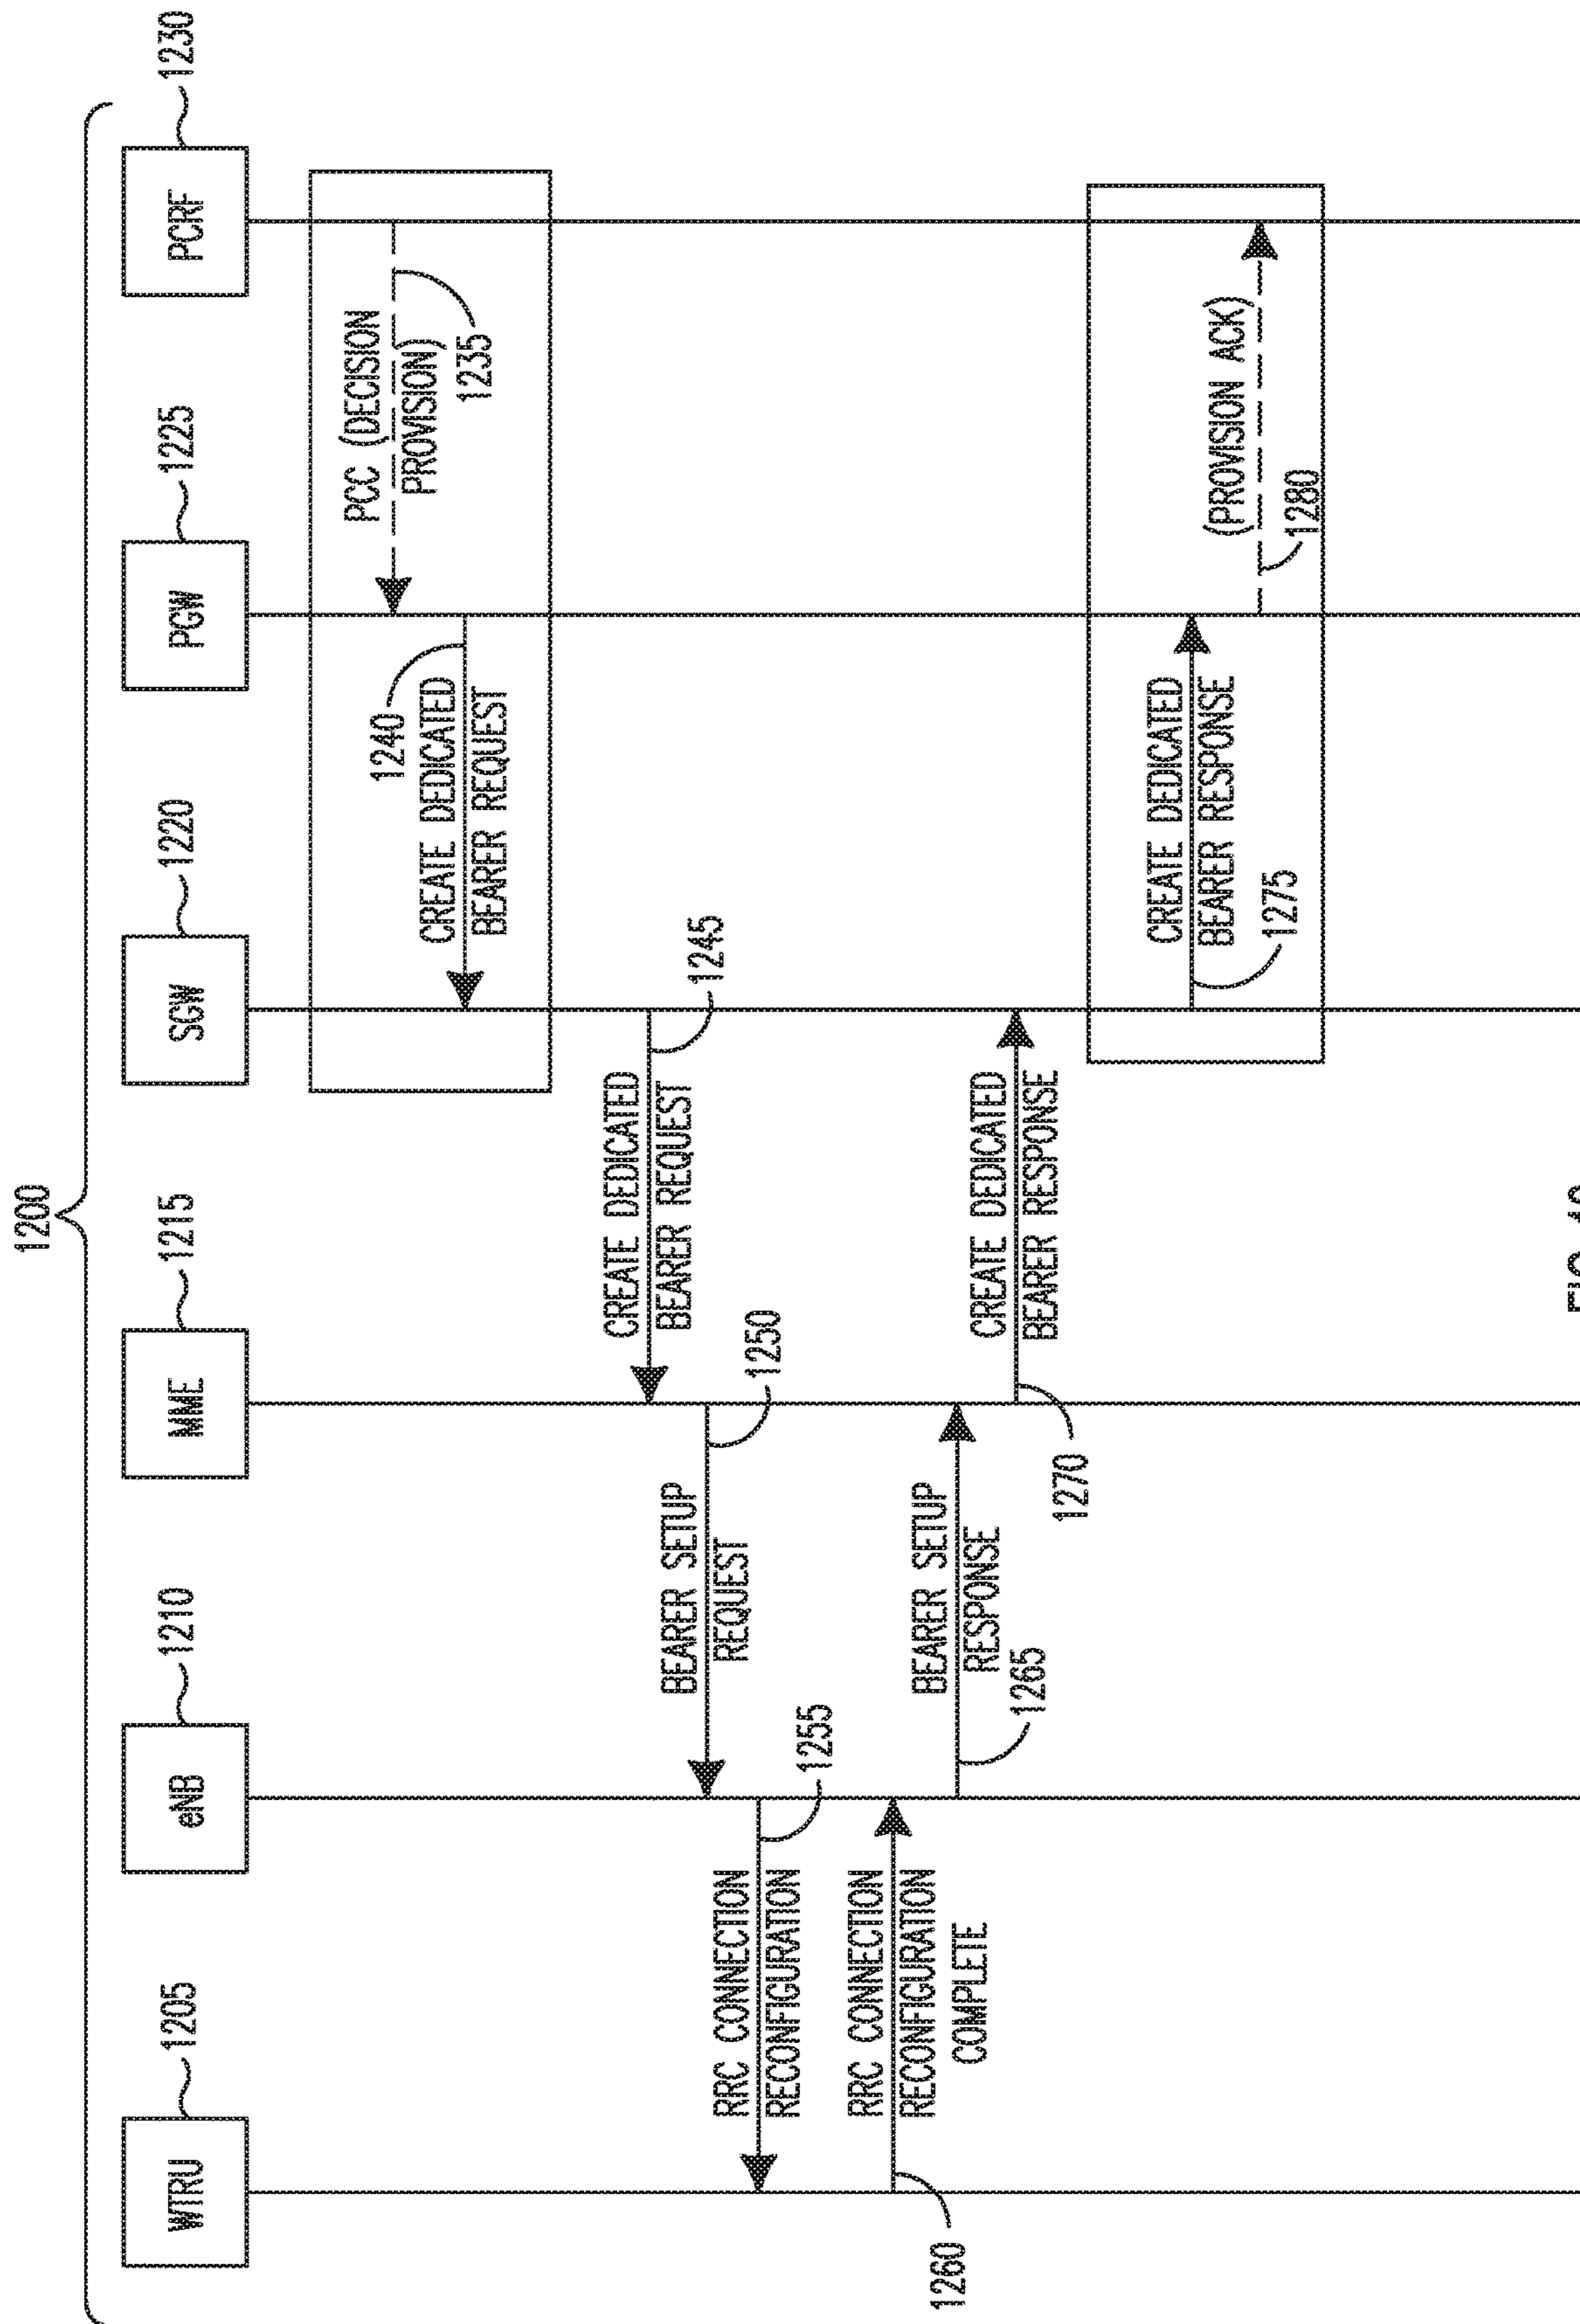 1200
WTRU
1205
eNB
1210
MME
1215
SGW
1220
PGW
1225
PCRF
1230
PCC (DECISION
PROVISION)
1235
1240
CREATE DEDICATED
BEARER REQUEST
CREATE DEDICATED
BEARER REQUEST
1245
BEARER SETUP
REQUEST
1250
RRC CONNECTION
RECONFIGURATION
1255
RRC CONNECTION
RECONFIGURATION
COMPLETE
1260
BEARER SETUP
RESPONSE
1265
CREATE DEDICATED
BEARER RESPONSE
1270
CREATE DEDICATED
BEARER RESPONSE
1275
(PROVISION ACK)
1280